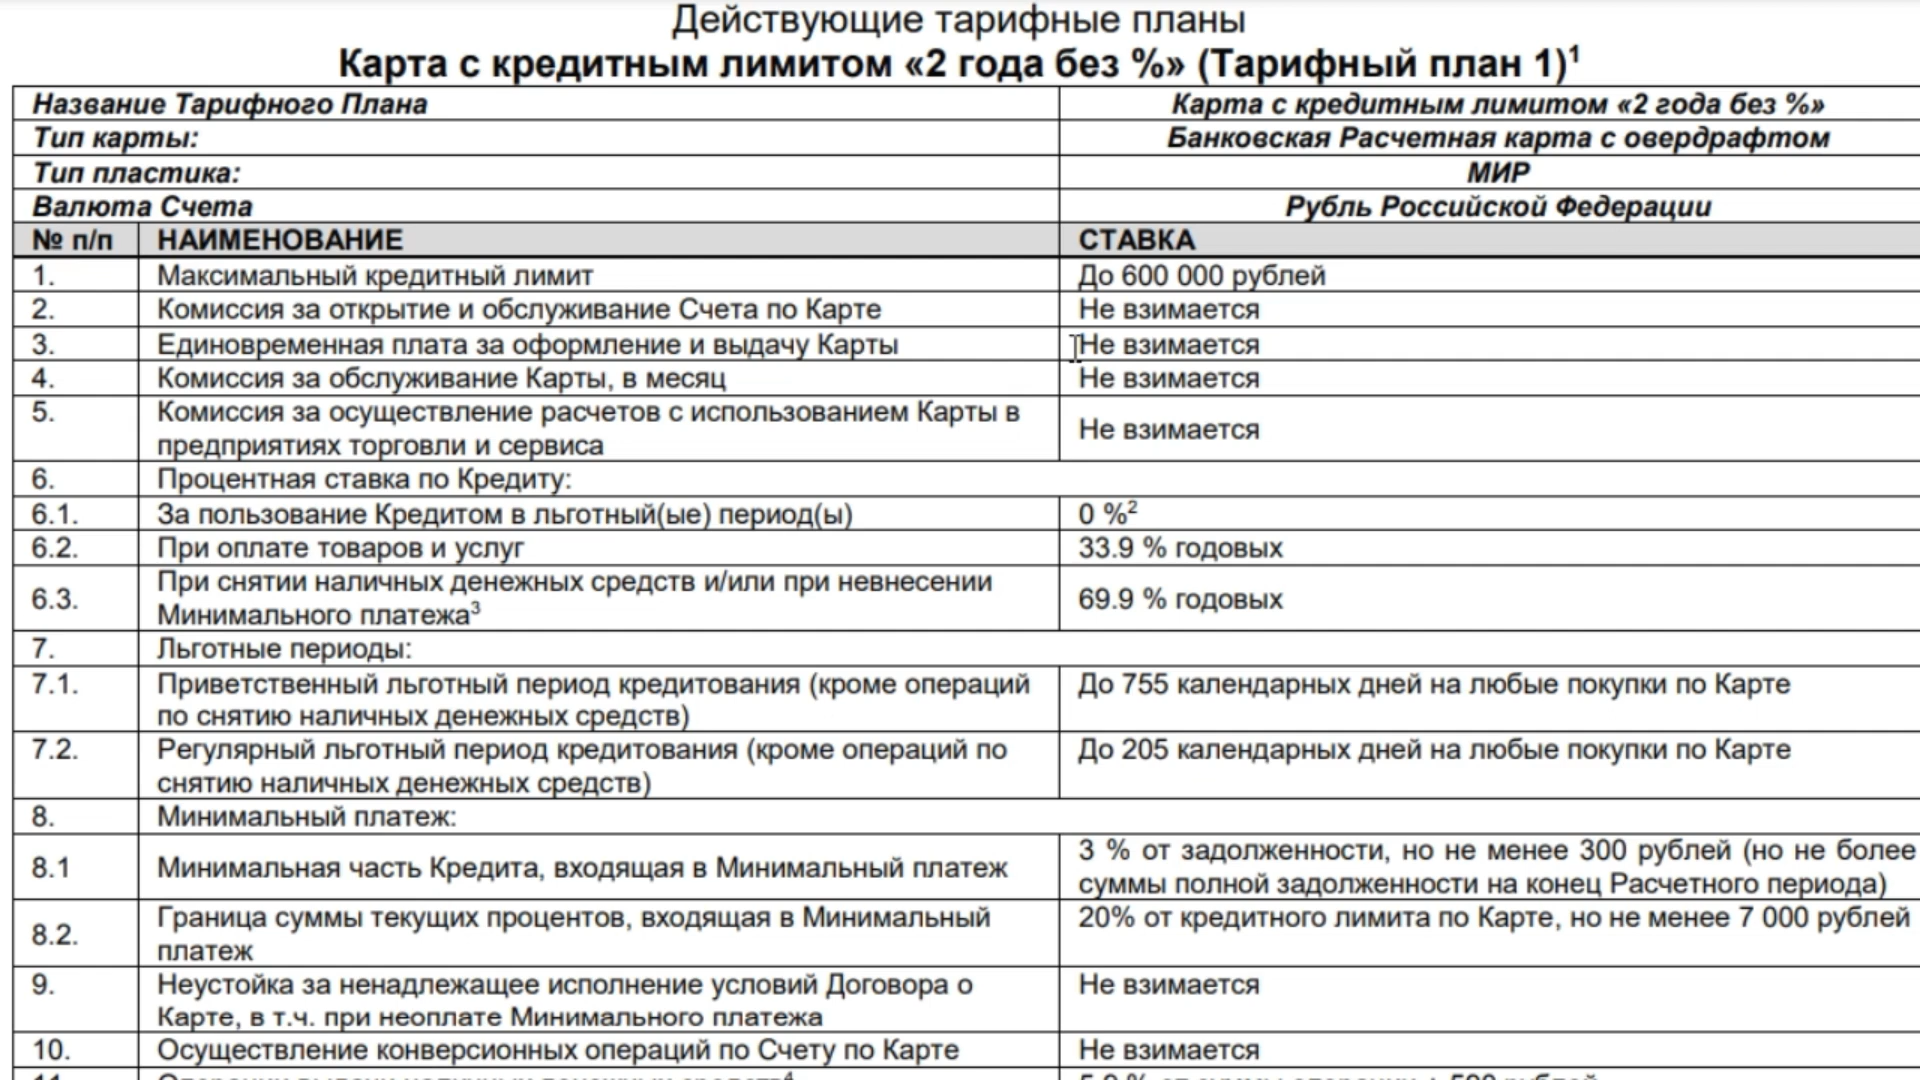 Действующие тарифные планы
Карта с кредитным лимитом «2 года без %» (Тарифный план 1)¹
Название Тарифного Плана
Карта с кредитным лимитом «2 года без %»
Тип карты:
Банковская Расчетная карта с овердрафтом
Тип пластика:
МИР
Валюта Счета
Рубль Российской Федерации
№ п/п НАИМЕНОВАНИЕ СТАВКА
1. Максимальный кредитный лимит До 600 000 рублей
2. Комиссия за открытие и обслуживание Счета по Карте Не взимается
3. Единовременная плата за оформление и выдачу Карты Не взимается
4. Комиссия за обслуживание Карты, в месяц Не взимается
5. Комиссия за осуществление расчетов с использованием Карты в
предприятиях торговли и сервиса
Не взимается
6. Процентная ставка по Кредиту:
6.1. За пользование Кредитом в льготный(ые) период(ы) 0 %²
6.2. При оплате товаров и услуг 33.9 % годовых
6.3. При снятии наличных денежных средств и/или при невнесении
Минимального платежа³
69.9 % годовых
7. Льготные периоды:
7.1. Приветственный льготный период кредитования (кроме операций
по снятию наличных денежных средств)
До 755 календарных дней на любые покупки по Карте
7.2. Регулярный льготный период кредитования (кроме операций по
снятию наличных денежных средств)
До 205 календарных дней на любые покупки по Карте
8. Минимальный платеж:
8.1 Минимальная часть Кредита, входящая в Минимальный платеж
3 % от задолженности, но не менее 300 рублей (но не более
суммы полной задолженности на конец Расчетного периода)
8.2. Граница суммы текущих процентов, входящая в Минимальный
платеж
20% от кредитного лимита по Карте, но не менее 7 000 рублей
9. Неустойка за ненадлежащее исполнение условий Договора о
Карте, в т.ч. при неоплате Минимального платежа
Не взимается
10. Осуществление конверсионных операций по Счету по Карте Не взимается